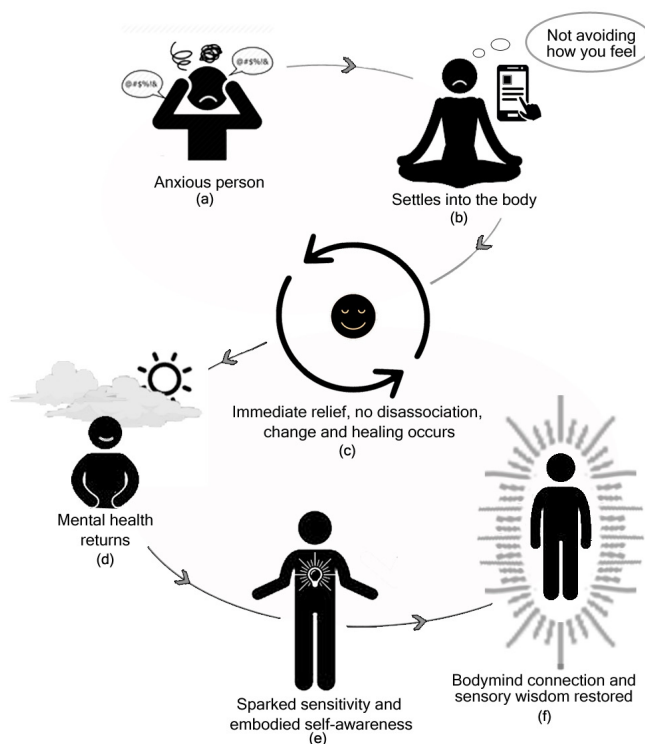 @#$%!&
@#$%!&
Anxious person
(a)
Not avoiding
how you feel
Settles into the body
(b)
Immediate relief, no disassociation,
change and healing occurs
(c)
Mental health
returns
(d)
Sparked sensitivity and
embodied self-awareness
(e)
Bodymind connection and
sensory wisdom restored
(f)